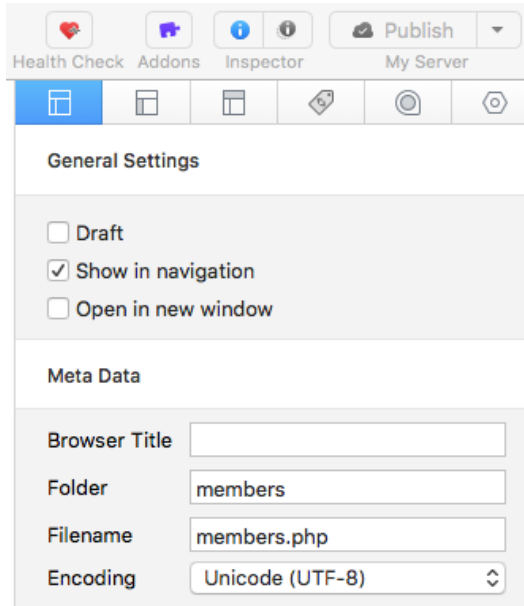 Publish
Health Check Addons Inspector My Server
General Settings
Draft
Show in navigation
Open in new window
Meta Data
Browser Title
Folder members
Filename members.php
Encoding Unicode (UTF-8)